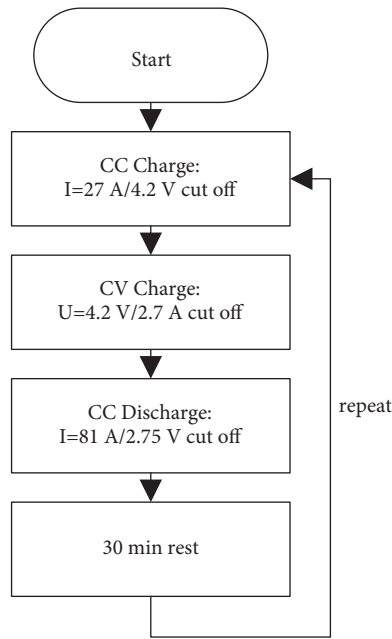 Start
CC Charge:
I=27 A/4.2 V cut off
CV Charge:
U=4.2 V/2.7 A cut off
CC Discharge:
I=81 A/2.75 V cut off
repeat
30 min rest